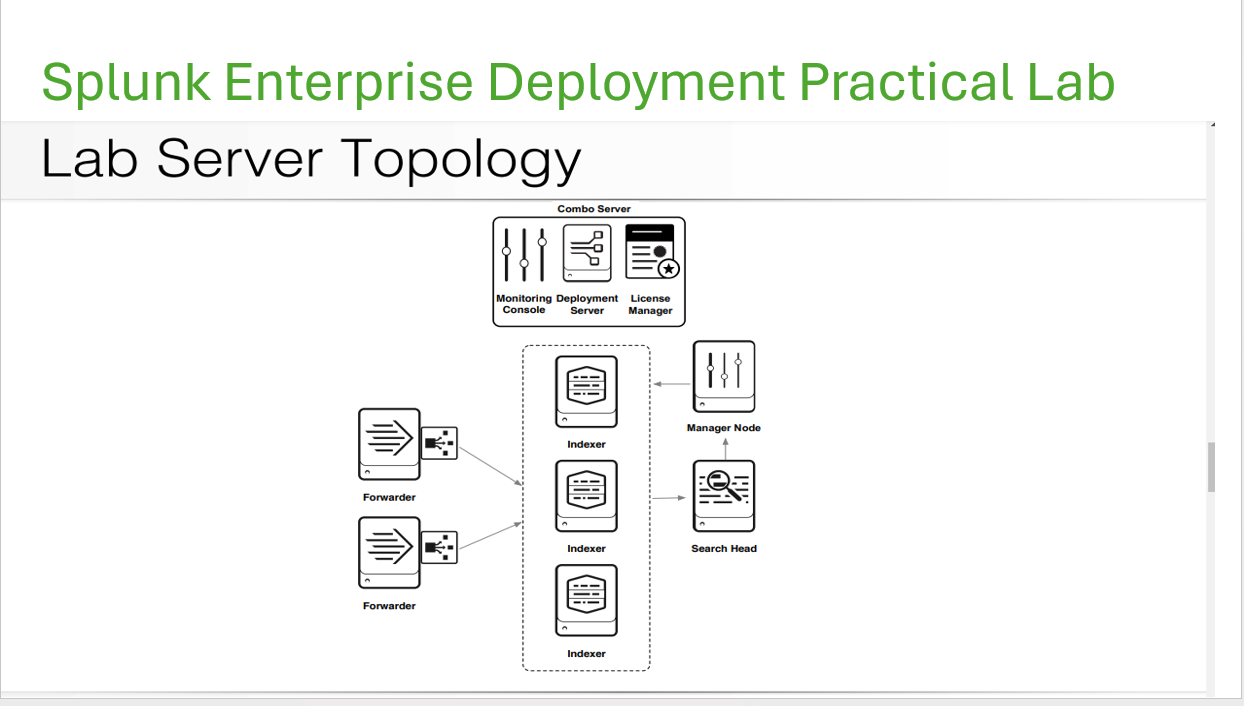 Splunk Enterprise Deployment Practical Lab
Lab Server Topology
Combo Server
Monitoring Console
Deployment Server
License Manager
Indexer
Manager Node
Forwarder
Indexer
Search Head
Forwarder
Indexer